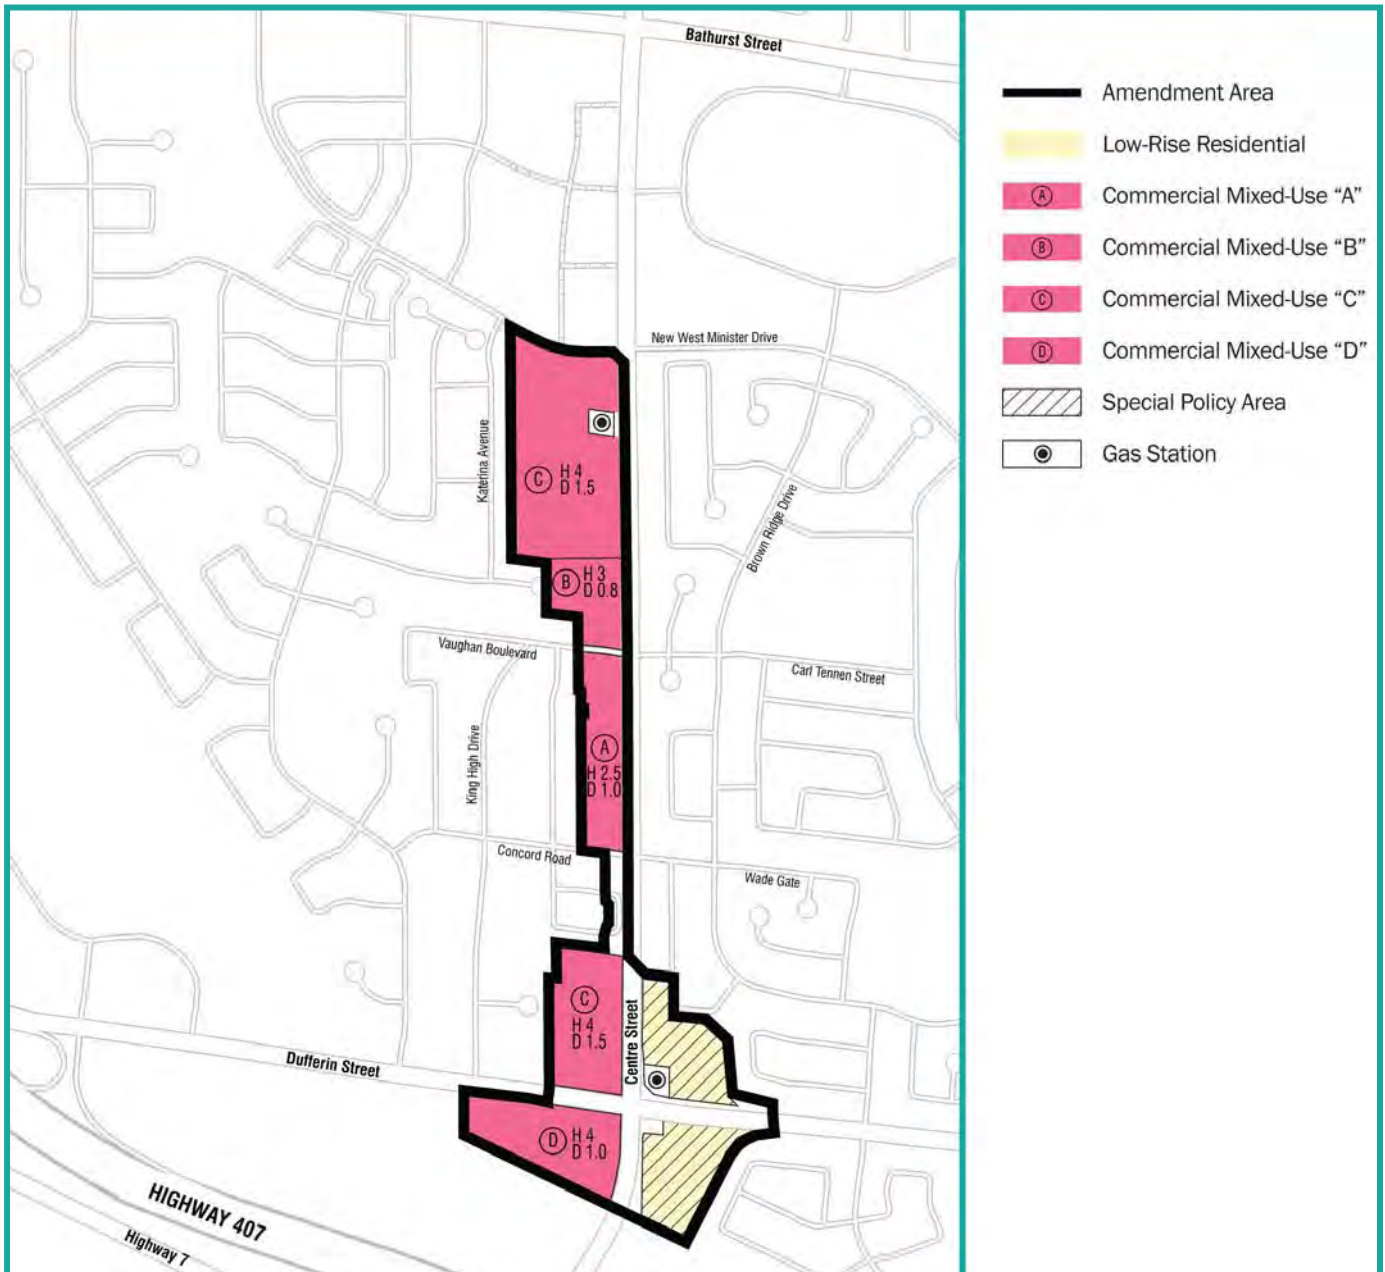 Bathurst Street
New West Minister Drive
Katerina Avenue
C H 4
D 1.5
Brown Ridge Drive
B H 3
D 0.8
Vaughan Boulevard
Carl Tennen Street
King High Drive
A
H 2.5
D 1.0
Concord Road
Wade Gate
C
H 4
D 1.5
Centre Street
Dufferin Street
D H 4
D 1.0
HIGHWAY 407
Highway 7
Amendment Area
Low-Rise Residential
A Commercial Mixed-Use “A”
B Commercial Mixed-Use “B”
C Commercial Mixed-Use “C”
D Commercial Mixed-Use “D”
Special Policy Area
Gas Station